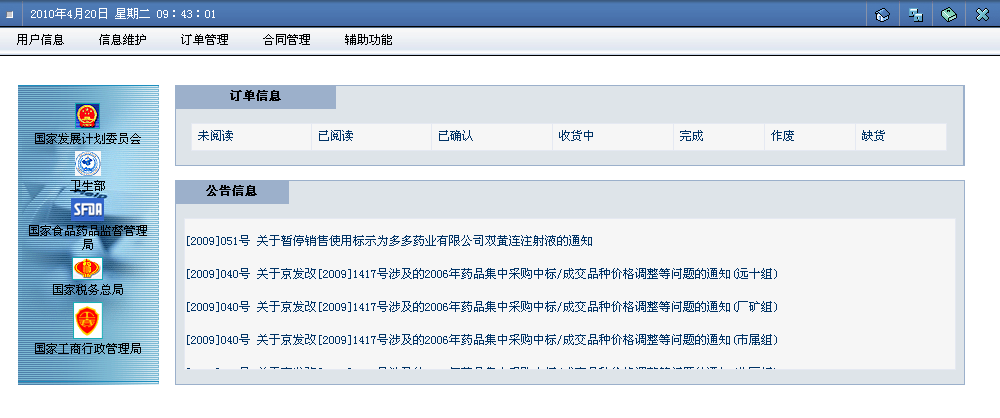 2010年4月20日 星期二 09：43：01
用户信息 信息维护 订单管理 合同管理 辅助功能
国家发展计划委员会
卫生部
SFDA
国家食品药品监督管理
局
国家税务总局
国家工商行政管理局
订单信息
未阅读 已阅读 已确认 收货中 完成 作废 缺货
公告信息
[2009]051号 关于暂停销售使用标示为多多药业有限公司双黄连注射液的通知
[2009]040号 关于京发改[2009]1417号涉及的2006年药品集中采购中标/成交品种价格调整等问题的通知(远十组)
[2009]040号 关于京发改[2009]1417号涉及的2006年药品集中采购中标/成交品种价格调整等问题的通知(厂矿组)
[2009]040号 关于京发改[2009]1417号涉及的2006年药品集中采购中标/成交品种价格调整等问题的通知(市属组)